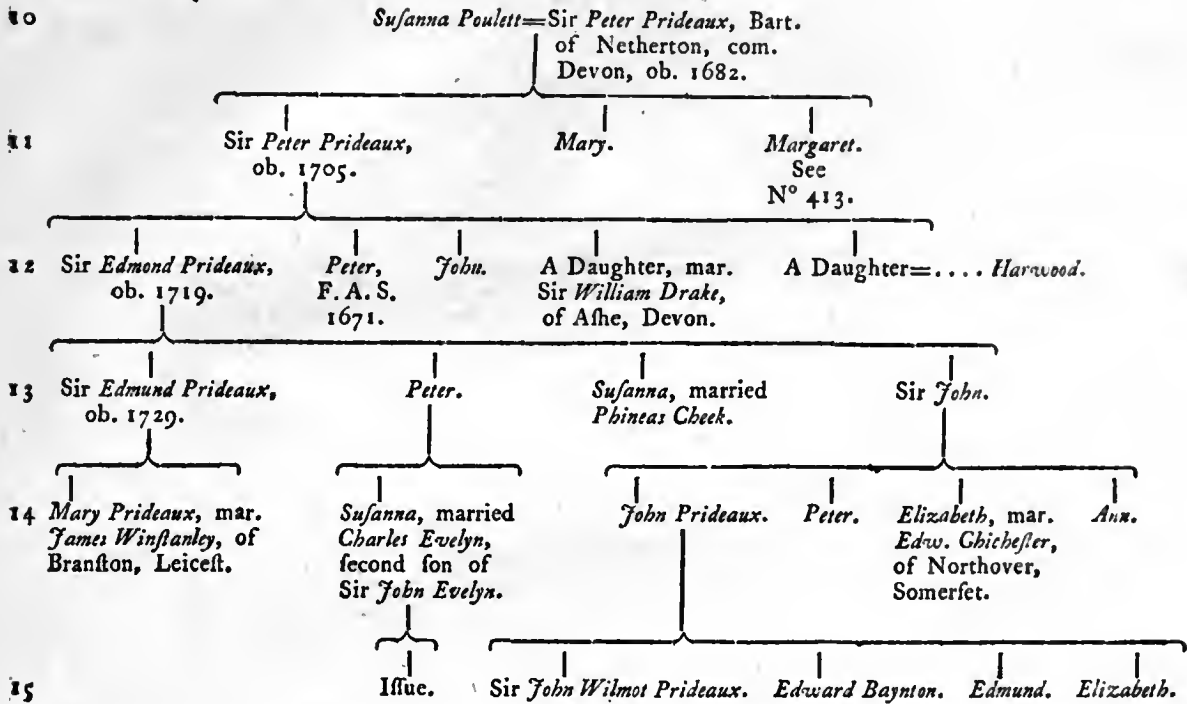 10 Suſanna Poulett=Sir Peter Prideaux, Bart.
of Netherton, com.
Devon, ob. 1682.
11 Sir Peter Prideaux, Mary. Margaret.
ob. 1705. See
N° 413.
12 Sir Edmond Prideaux, Peter, John. A Daughter, mar. A Daughter=.... Harwood.
ob. 1719. F. A. S. Sir William Drake,
1671. of Aſhe, Devon.
13 Sir Edmund Prideaux, Peter. Suſanna, married Sir John.
ob. 1729. Phineas Cheek.
14 Mary Prideaux, mar. Suſanna, married John Prideaux. Peter. Elizabeth, mar. Ann.
James Winſtanley, of Charles Evelyn, Edw. Ghicheſter,
Branſton, Leiceſt. ſecond ſon of of Northover,
Sir John Evelyn. Somerſet.
15 Iſſue. Sir John Wilmot Prideaux. Edward Baynton. Edmund. Elizabeth.